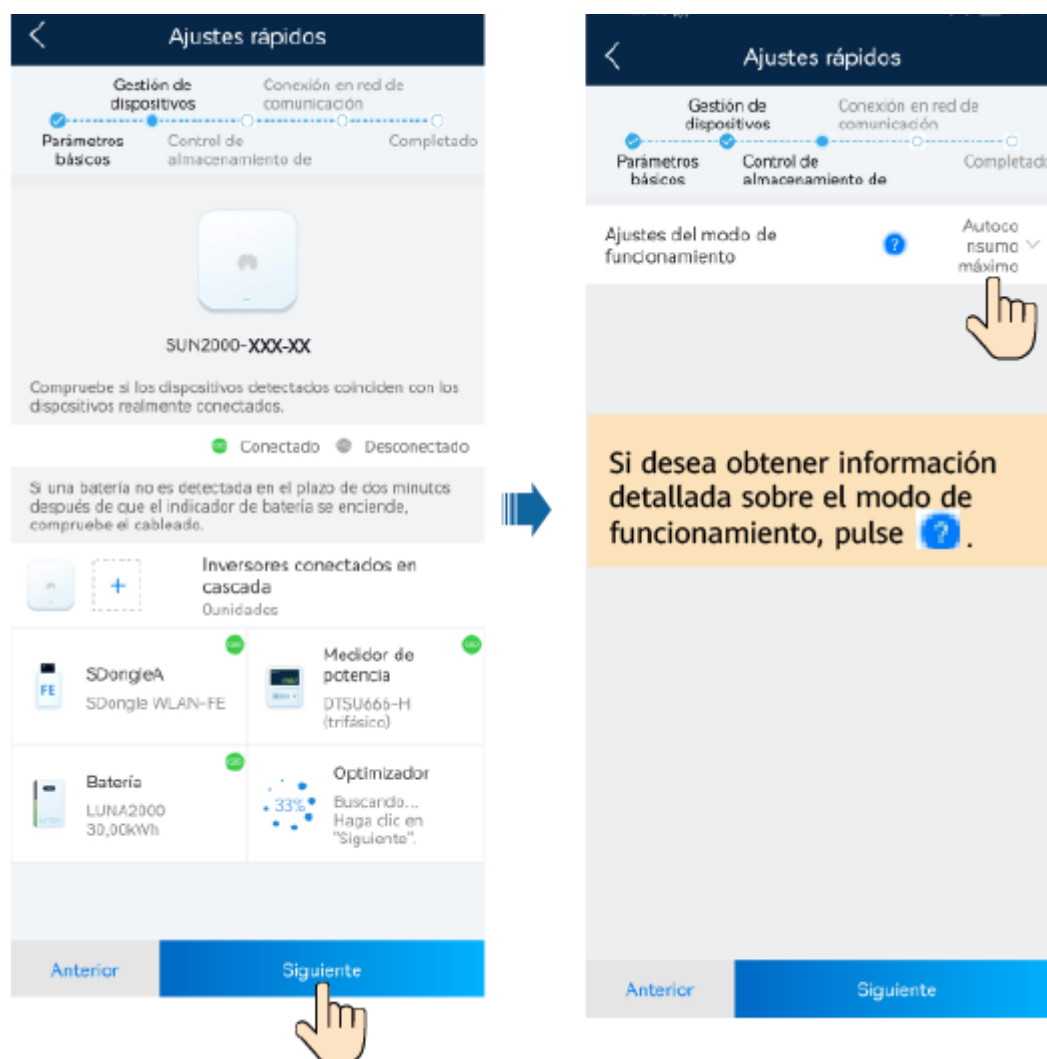 Ajustes rápidos
Gestión de
dispositivos
Conexión en red de
comunicación
Parámetros
básicos
Control de
almacenamiento de
Completado
SUN2000-XXX-XX
Compruebe si los dispositivos detectados coinciden con los
dispositivos realmente conectados.
Conectado
Desconectado
Si una batería no es detectada en el plazo de dos minutos
después de que el indicador de batería se enciende,
compruebe el cableado.
+
Inversores conectados en
cascada
0unidades
FE
SDongleA
SDongle WLAN-FE
Medidor de
potencia
DTSU666-H
(trifásico)
Batería
LUNA2000
30,00kWh
33%
Optimizador
Buscando...
Haga clic en
"Siguiente".
Anterior
Siguiente
Ajustes rápidos
Gestión de
dispositivos
Conexión en red de
comunicación
Parámetros
básicos
Control de
almacenamiento de
Completado
Ajustes del modo de
funcionamiento
?
Autoco
nsumo
máximo
Si desea obtener información
detallada sobre el modo de
funcionamiento, pulse ? .
Anterior
Siguiente